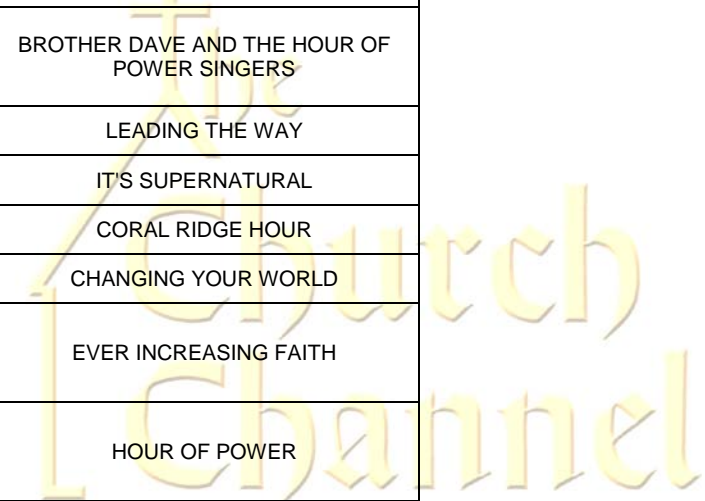 BROTHER DAVE AND THE HOUR OF
POWER SINGERS
LEADING THE WAY
IT'S SUPERNATURAL
CORAL RIDGE HOUR
CHANGING YOUR WORLD
EVER INCREASING FAITH
HOUR OF POWER
The
Church
Channel